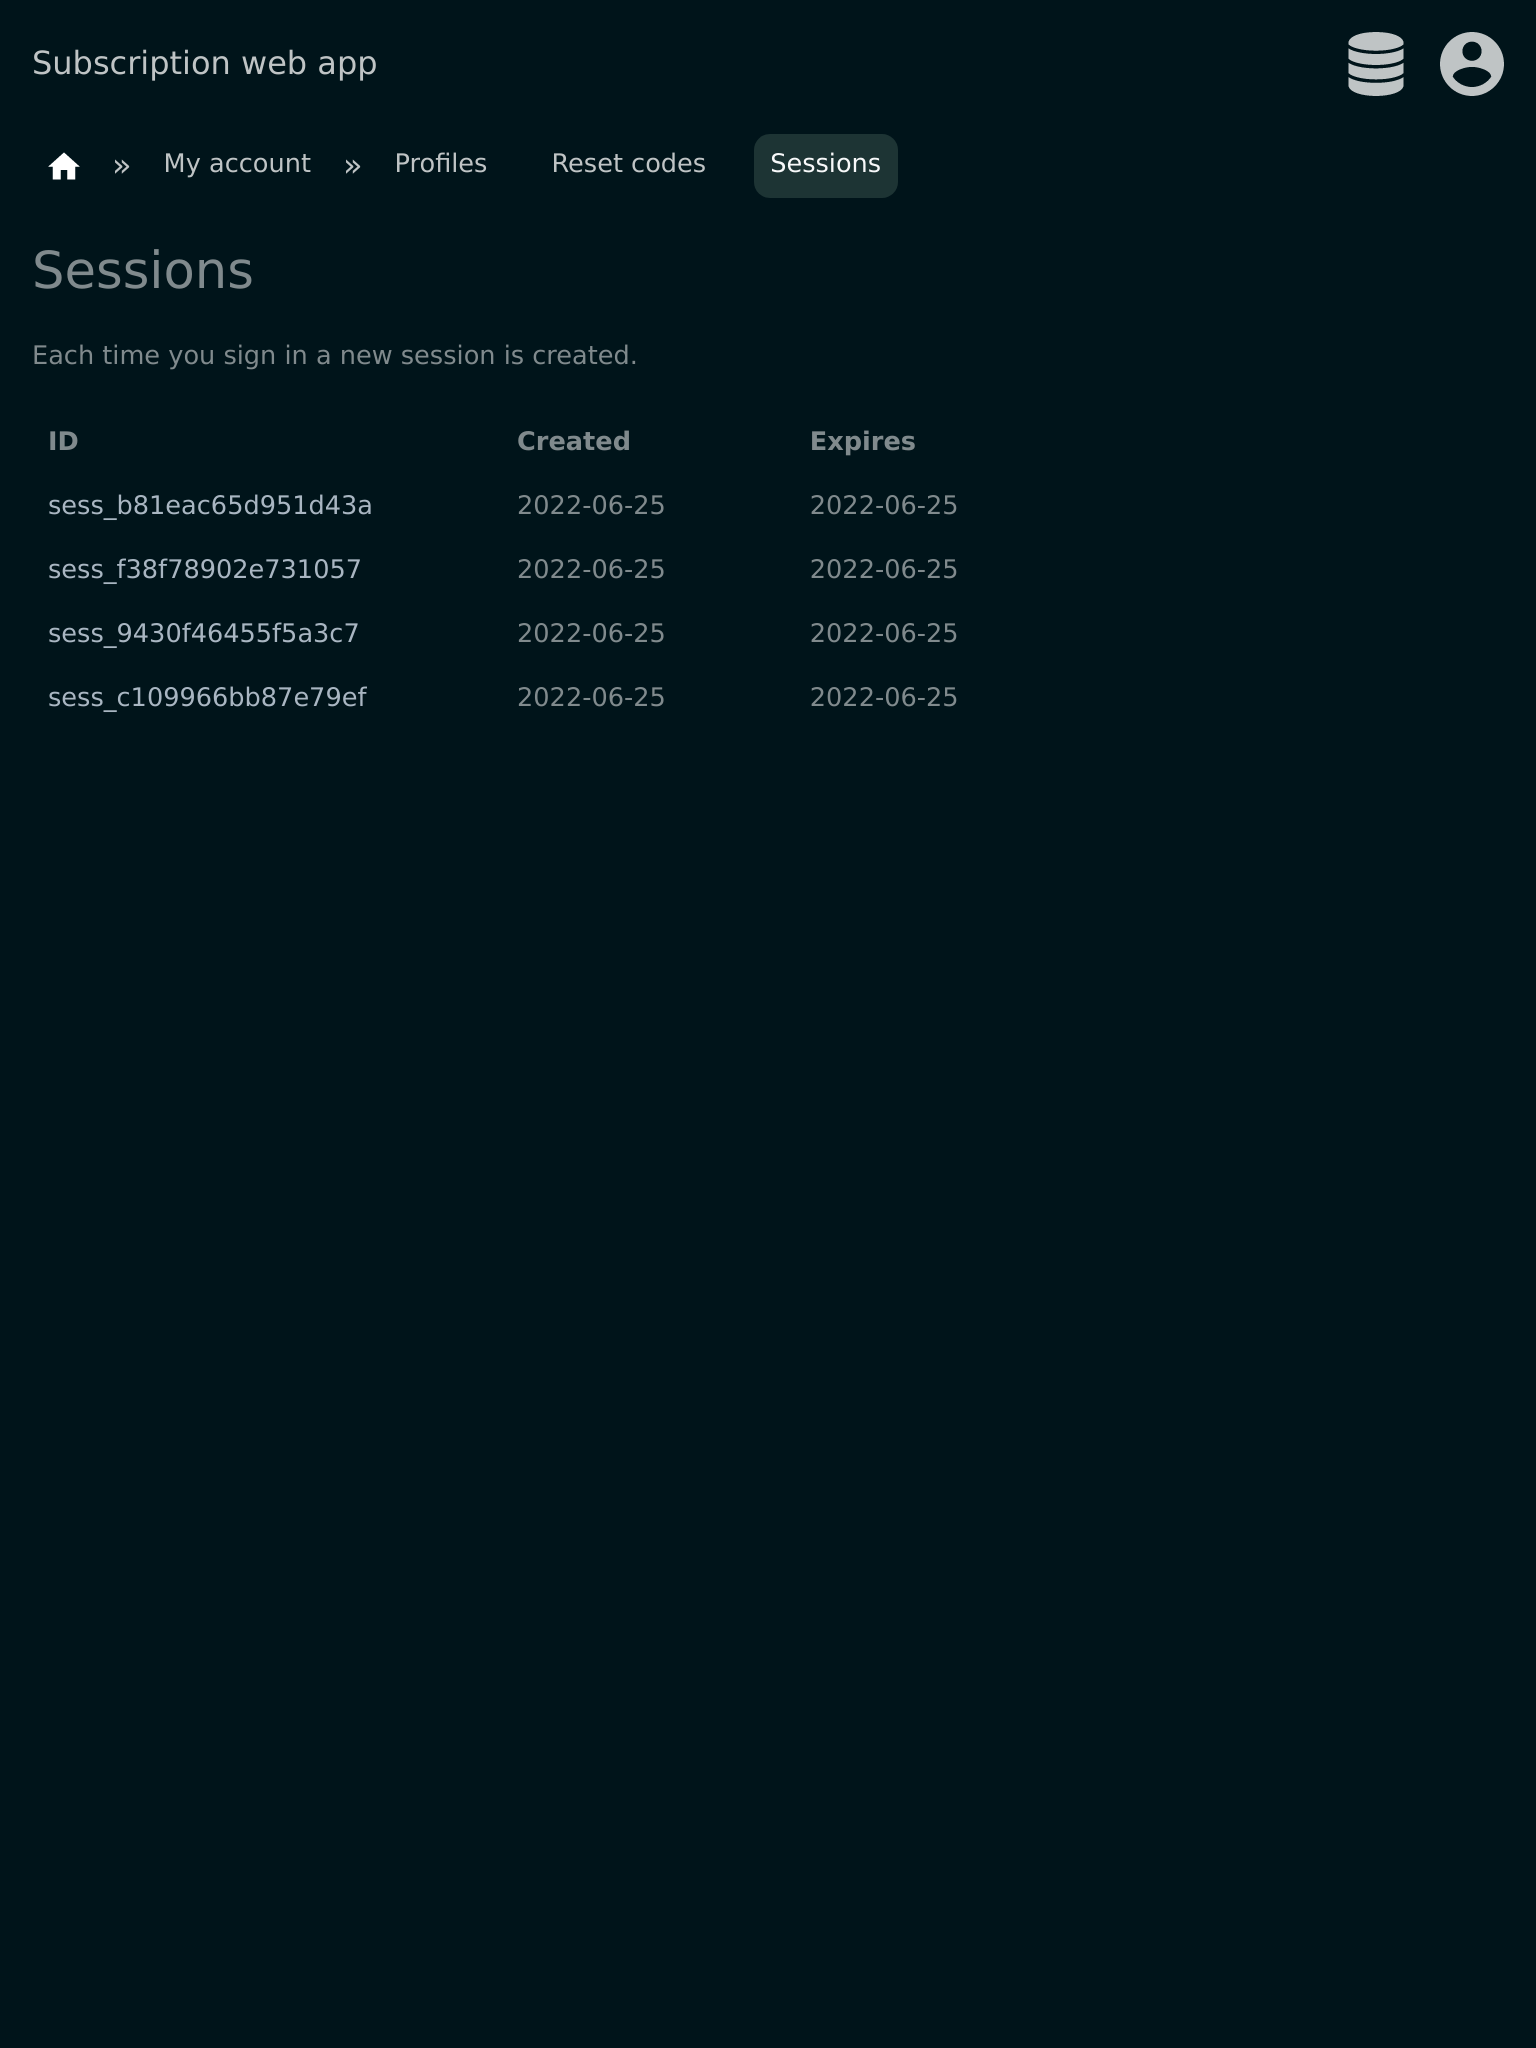 Subscription web app
» My account » Profiles Reset codes Sessions
Sessions
Each time you sign in a new session is created.
ID Created Expires
sess_b81eac65d951d43a 2022-06-25 2022-06-25
sess_f38f78902e731057 2022-06-25 2022-06-25
sess_9430f46455f5a3c7 2022-06-25 2022-06-25
sess_c109966bb87e79ef 2022-06-25 2022-06-25